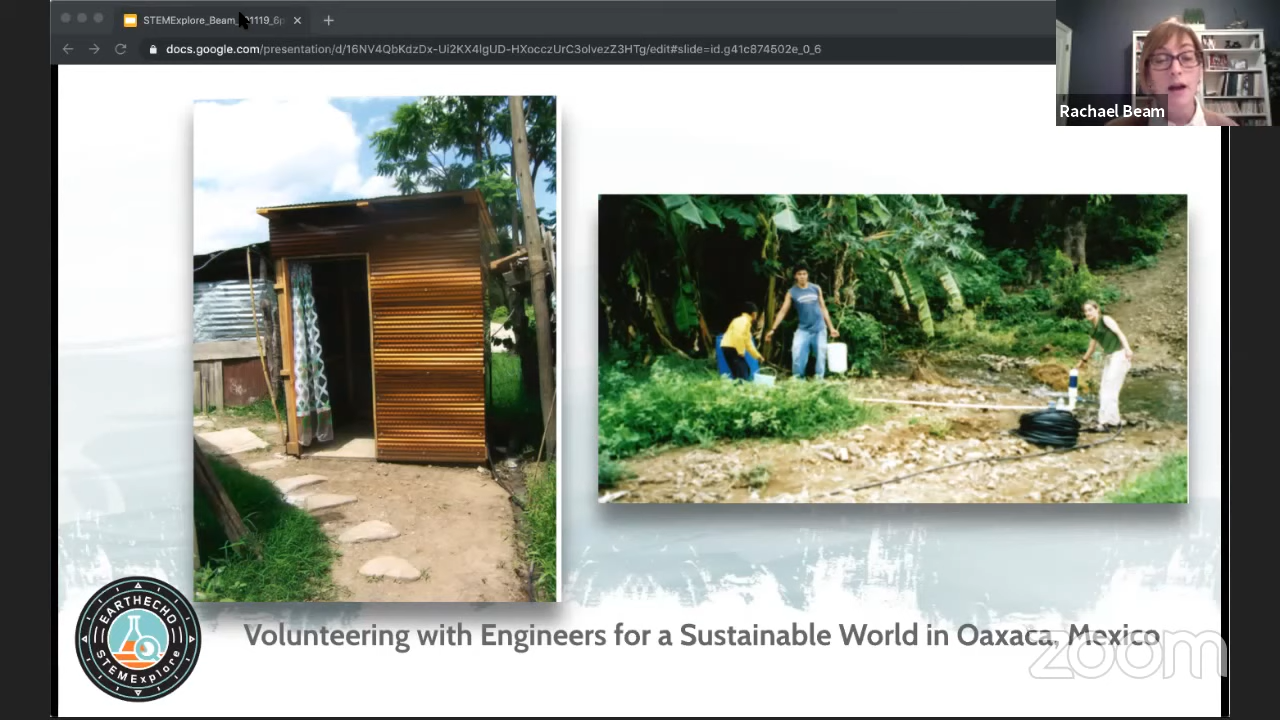 STEMExplore_Beam_
docs.google.com/presentation/d/16NV4QbKdzDx-Ui2KX4lgUD-HXocczUrC3olvezZ3HTg/edit#slide=id.g41c874502e_0_6
Rachael Beam
EARTHECHO
STEMExplore
Volunteering with Engineers for a Sustainable World in Oaxaca, Mexico
zoom